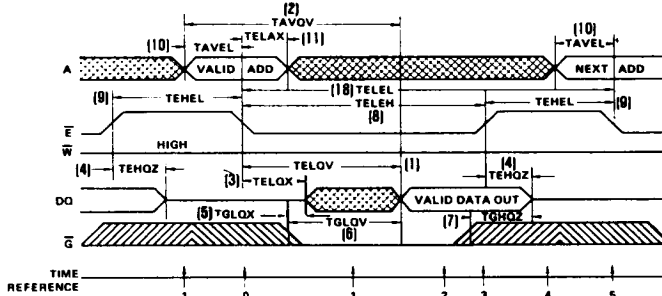 (2)
TAVQV
(10) TAVEL TELAX (11) (10) TAVEL
A VALID ADD NEXT ADD
(18) TELEL
(9) TEHEL TELEH TEHEL (9)
(8)
E
W HIGH
(4) TELQV (1) (4)
TEHQZ (3) TELQX TEHQZ
DQ VALID DATA OUT
(5) TGLQX TGLQV (7) TGHQZ
(6)
G
TIME
REFERENCE -1 0 1 2 3 4 5